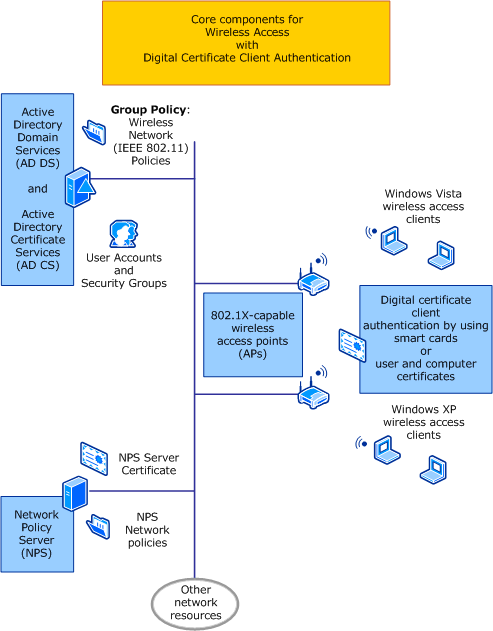 Core components for
Wireless Access
with
Digital Certificate Client Authentication
Active
Directory
Domain
Services
(AD DS)
and
Active
Directory
Certificate
Services
(AD CS)
Group Policy:
Wireless
Network
(IEEE 802.11)
Policies
User Accounts
and
Security Groups
Windows Vista
wireless access
clients
802.1X-capable
wireless
access points
(APs)
Digital certificate
client
authentication by using
smart cards
or
user and computer
certificates
Windows XP
wireless access
clients
NPS Server
Certificate
Network
Policy
Server
(NPS)
NPS
Network
policies
Other
network
resources